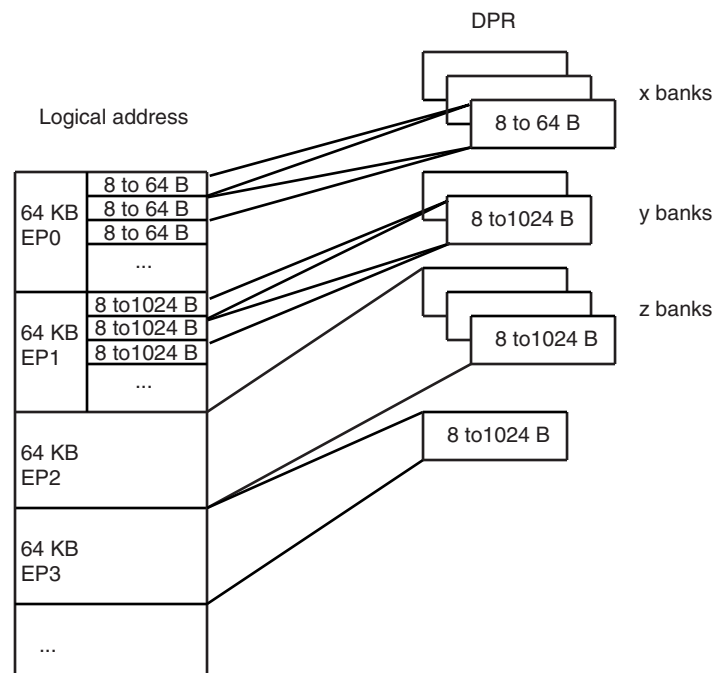 DPR
x banks
8 to 64 B
Logical address
8 to 64 B
64 KB
EP0
8 to 64 B
8 to 64 B
...
y banks
8 to1024 B
z banks
8 to1024 B
64 KB
EP1
8 to1024 B
8 to1024 B
8 to1024 B
...
8 to1024 B
64 KB
EP2
64 KB
EP3
...